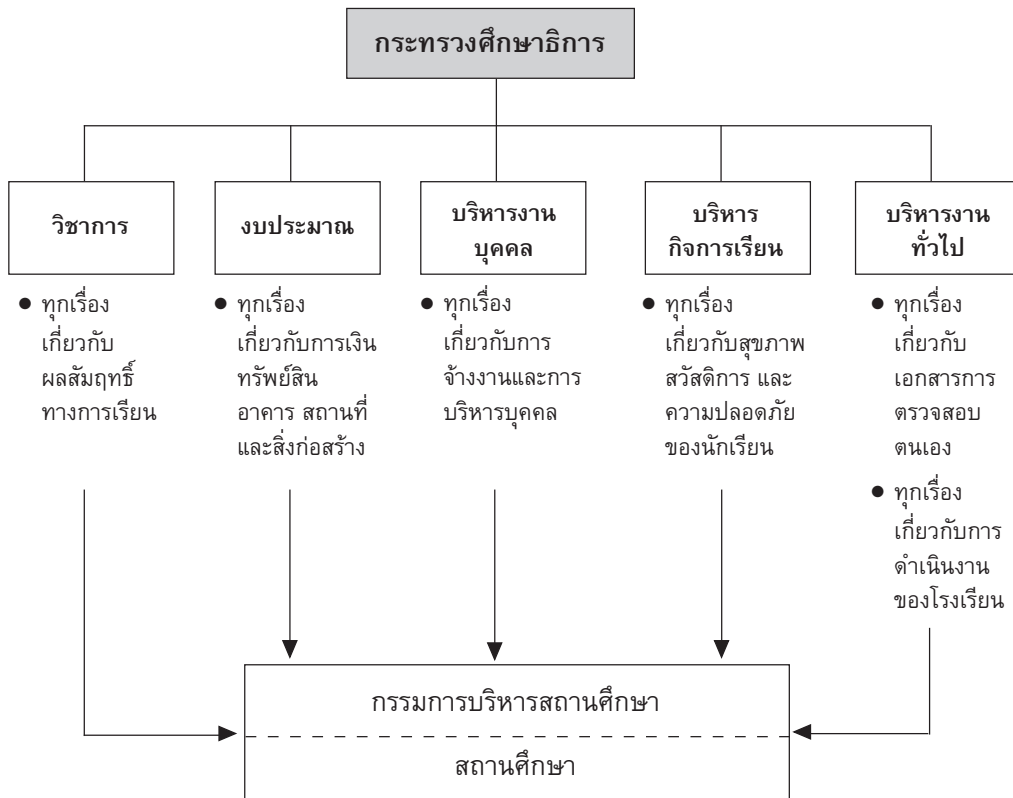 กระทรวงศึกษาธิการ
วิชาการ
● ทุกเรื่อง
เกี่ยวกับ
ผลสัมฤทธิ์
ทางการเรียน
งบประมาณ
● ทุกเรื่อง
เกี่ยวกับการเงิน
ทรัพย์สิน
อาคาร สถานที่
และสิ่งก่อสร้าง
บริหารงาน
บุคคล
● ทุกเรื่อง
เกี่ยวกับการ
จ้างงานและการ
บริหารบุคคล
บริหาร
กิจการเรียน
● ทุกเรื่อง
เกี่ยวกับสุขภาพ
สวัสดิการ และ
ความปลอดภัย
ของนักเรียน
บริหารงาน
ทั่วไป
● ทุกเรื่อง
เกี่ยวกับ
เอกสารการ
ตรวจสอบ
ตนเอง
● ทุกเรื่อง
เกี่ยวกับการ
ดำเนินงาน
ของโรงเรียน
กรรมการบริหารสถานศึกษา
สถานศึกษา